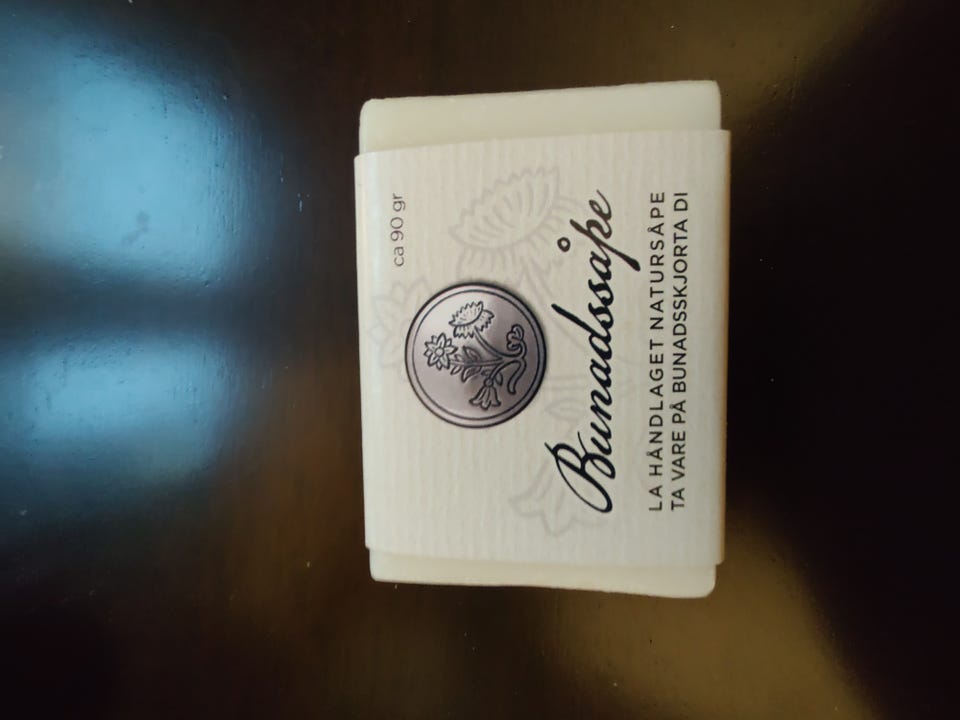 ca 90 gr
Bunadssåpe
LA HÅNDLAGET NATURSÅPE
TA VARE PÅ BUNADSSKJORTA DI